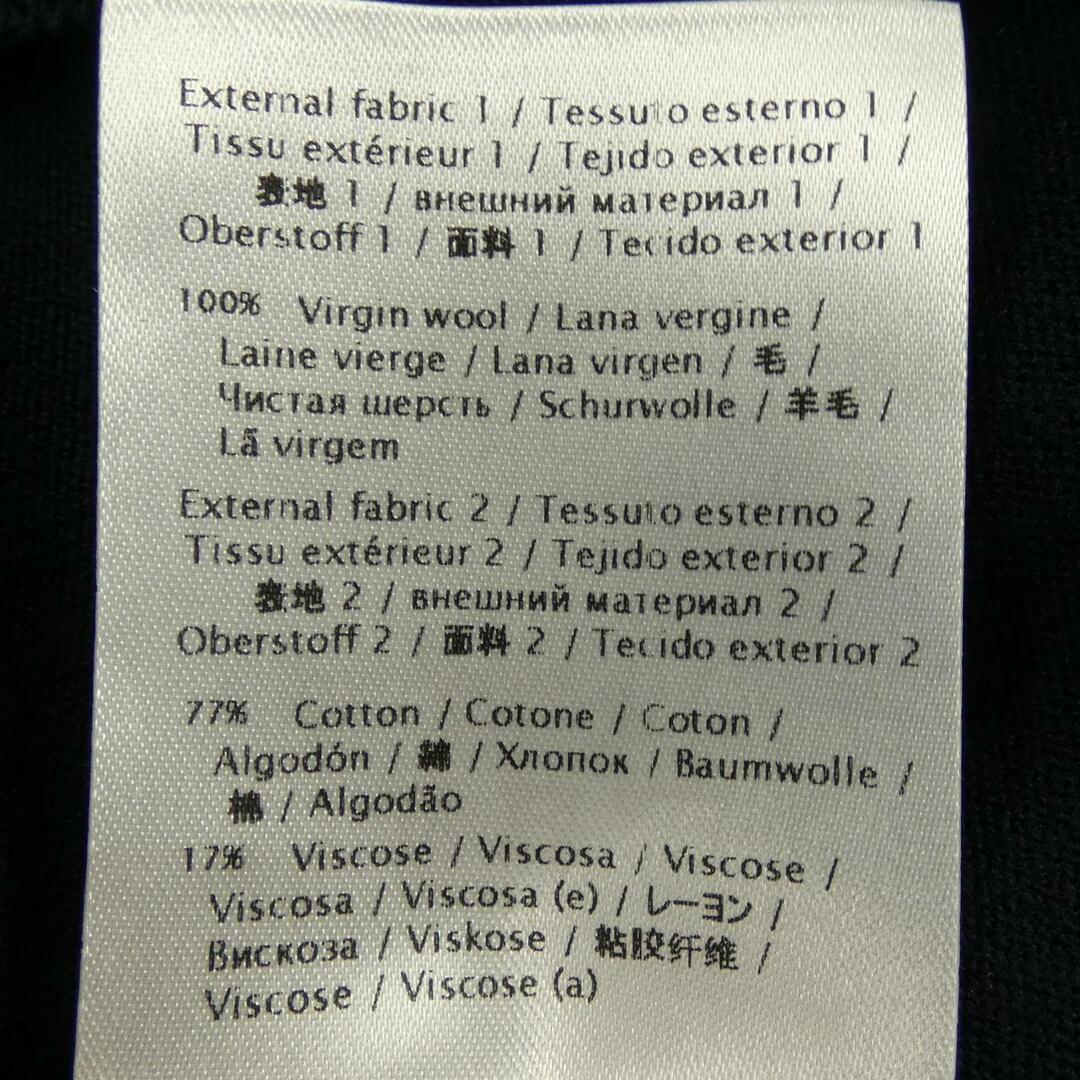 External fabric 1 / Tessuto esterno 1 /
Tissu extérieur 1 / Tejido exterior 1 /
表地 1 / внешний материал 1 /
Oberstoff 1 / 面料 1 / Tecido exterior 1
100% Virgin wool / Lana vergine /
Laine vierge / Lana virgen / 毛 /
Чистая шерсть / Schurwolle / 羊毛 /
Lã virgem
External fabric 2 / Tessuto esterno 2 /
Tissu extérieur 2 / Tejido exterior 2 /
表地 2 / внешний материал 2 /
Oberstoff 2 / 面料 2 / Tecido exterior 2
77% Cotton / Cotone / Coton /
Algodón / 綿 / Хлопок / Baumwolle /
棉 / Algodão
17% Viscose / Viscosa / Viscose /
Viscosa / Viscosa (e) / レーヨン /
Вискоза / Viskose / 粘胶纤维 /
Viscose / Viscose (a)